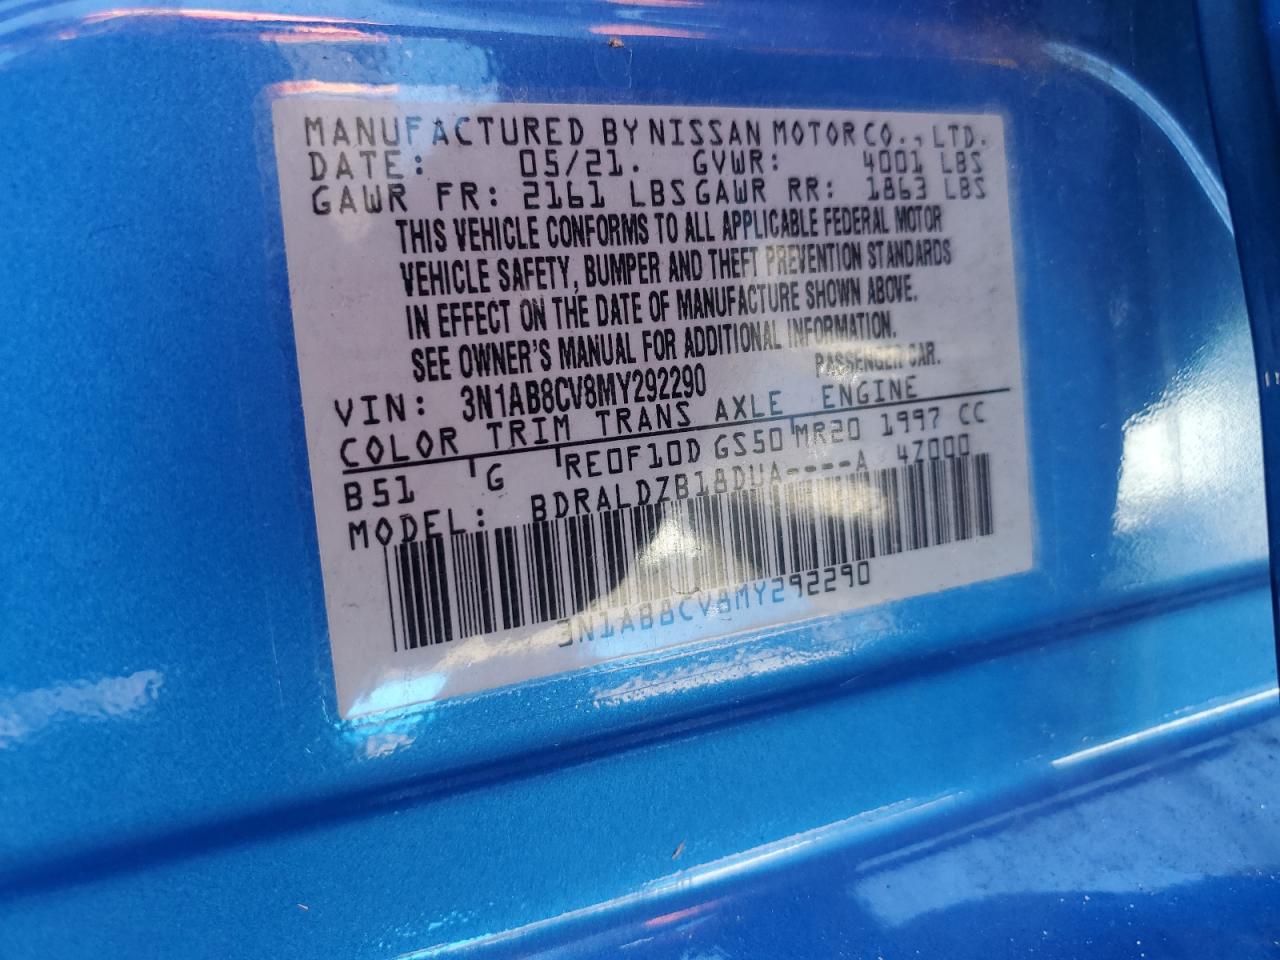 MANUFACTURED BY NISSAN MOTOR CO., LTD.
DATE: 05/21. GVWR: 4001 LBS
GAWR FR: 2161 LBS GAWR RR: 1863 LBS
THIS VEHICLE CONFORMS TO ALL APPLICABLE FEDERAL MOTOR
VEHICLE SAFETY, BUMPER AND THEFT PREVENTION STANDARDS
IN EFFECT ON THE DATE OF MANUFACTURE SHOWN ABOVE.
SEE OWNER'S MANUAL FOR ADDITIONAL INFORMATION.
PASSENGER CAR.
VIN: 3N1AB8CV8MY292290
COLOR TRIM TRANS AXLE ENGINE
B51 G RE0F10D GS50 MR20 1997 CC
MODEL: BDRALDZB18DUA----A 4Z000
3N1AB8CV8MY292290